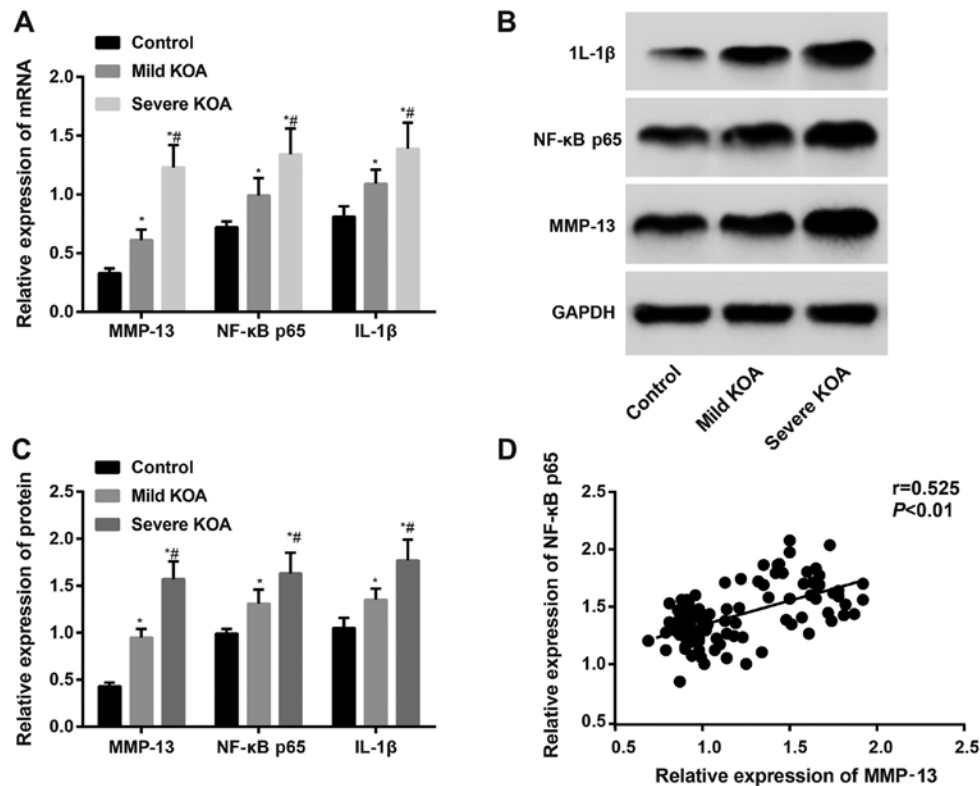 A
Control
Mild KOA
Severe KOA
Relative expression of mRNA
2.0
1.5
1.0
0.5
0.0
*
*#
*
*#
*
*#
MMP-13
NF-κB p65
IL-1β
B
1L-1β
NF-κB p65
MMP-13
GAPDH
Control
Mild KOA
Severe KOA
C
Control
Mild KOA
Severe KOA
Relative expression of protein
2.5
2.0
1.5
1.0
0.5
0.0
*
*#
*
*#
*
*#
MMP-13
NF-κB p65
IL-1β
D
r=0.525
P<0.01
Relative expression of NF-κB p65
2.5
2.0
1.5
1.0
0.5
0.5
1.0
1.5
2.0
2.5
Relative expression of MMP-13